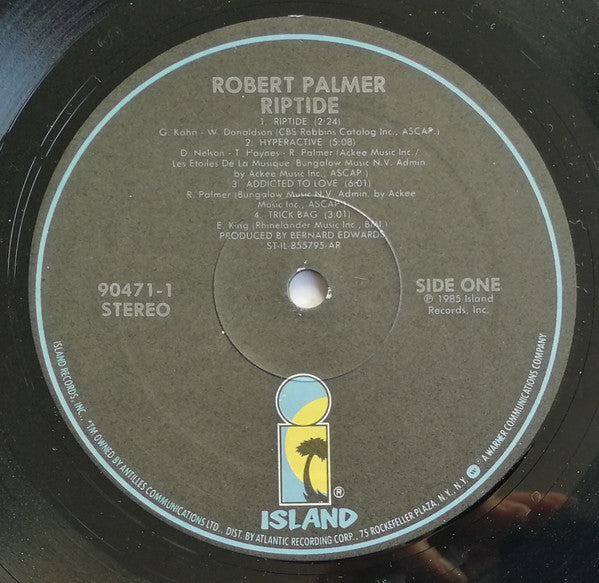 ROBERT PALMER
RIPTIDE
1. RIPTIDE (2:24)
G. Kahn - W. Donaldson (CBS Robbins Catalog Inc., ASCAP.)
2. HYPERACTIVE (5:08)
D. Nelson - T. Haynes - R. Palmer (Ackee Music Inc./
Les Etoiles De La Musique. Bungalow Music N.V. Admin.
by Ackee Music Inc., ASCAP.)
3. ADDICTED TO LOVE (6:01)
R. Palmer (Bungalow Music N.V. Admin. by Ackee
Music Inc., ASCAP.)
4. TRICK BAG (3:01)
E. King (Rhinelander Music Inc., BMI.)
PRODUCED BY BERNARD EDWARDS
ST-IL-855795-AR
90471-1
STEREO
SIDE ONE
℗ 1985 Island
Records, Inc.
®
ISLAND
ISLAND RECORDS, INC., *TM OWNED BY ANTILLES COMMUNICATIONS LTD., DIST. BY ATLANTIC RECORDING CORP., 75 ROCKEFELLER PLAZA, N.Y., N.Y. A WARNER COMMUNICATIONS COMPANY